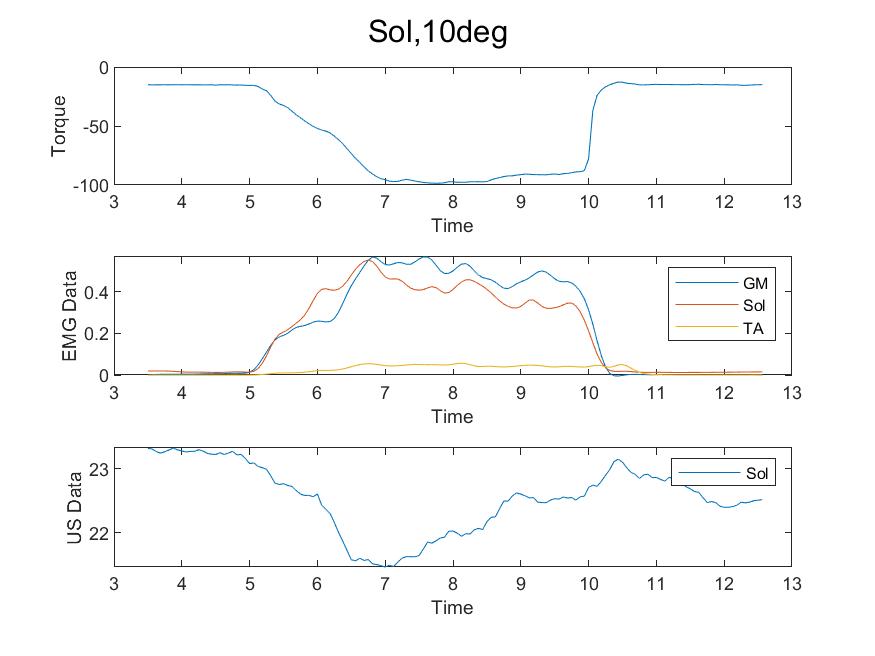 Sol,10deg
0
-50
-100
Torque
3 4 5 6 7 8 9 10 11 12 13
Time
0.4
0.2
0
EMG Data
GM
Sol
TA
3 4 5 6 7 8 9 10 11 12 13
Time
23
22
US Data
Sol
3 4 5 6 7 8 9 10 11 12 13
Time